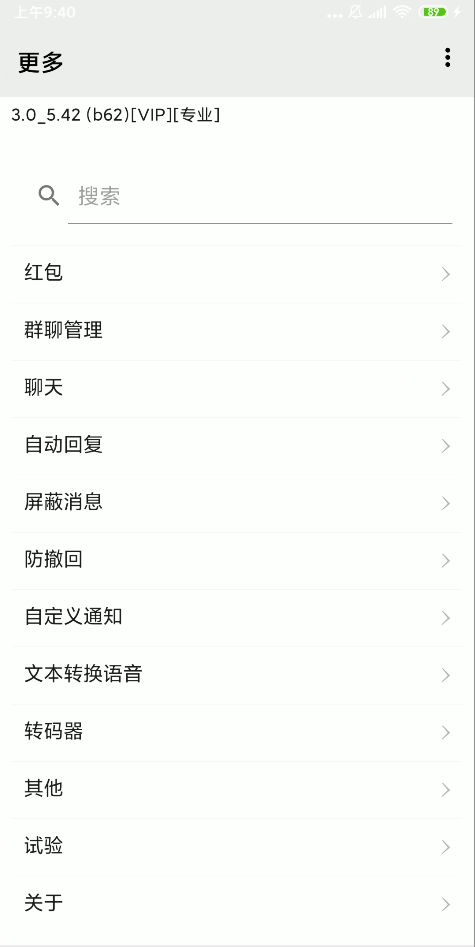 上午9:40
89
更多
3.0_5.42 (b62)[VIP][专业]
搜索
红包
群聊管理
聊天
自动回复
屏蔽消息
防撤回
自定义通知
文本转换语音
转码器
其他
试验
关于